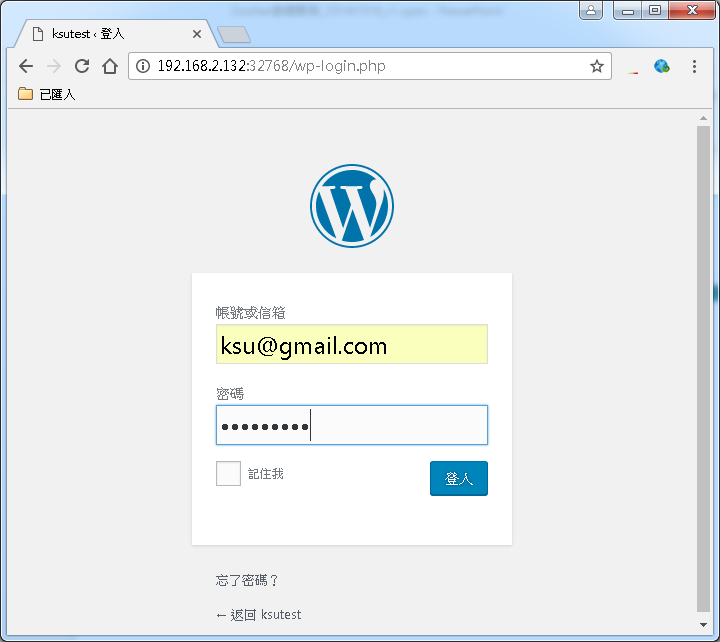 ksutest ‹ 登入
192.168.2.132:32768/wp-login.php
已匯入
帳號或信箱
ksu@gmail.com
密碼
•••••••••
記住我
登入
忘了密碼？
← 返回 ksutest